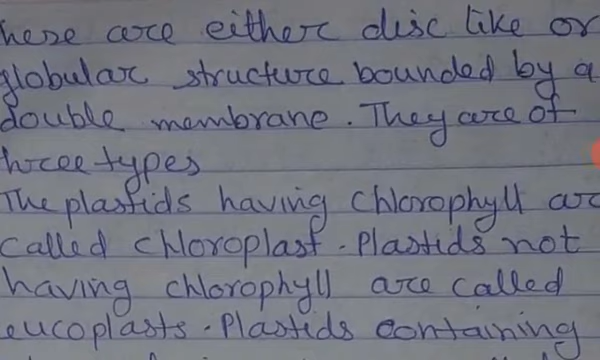 here are either disc like or
globular structure bounded by a
double membrane. They are of
hree types
The plastids having chlorophyll are
called chloroplast. Plastids not
having chlorophyll are called
eucoplasts. Plastids containing